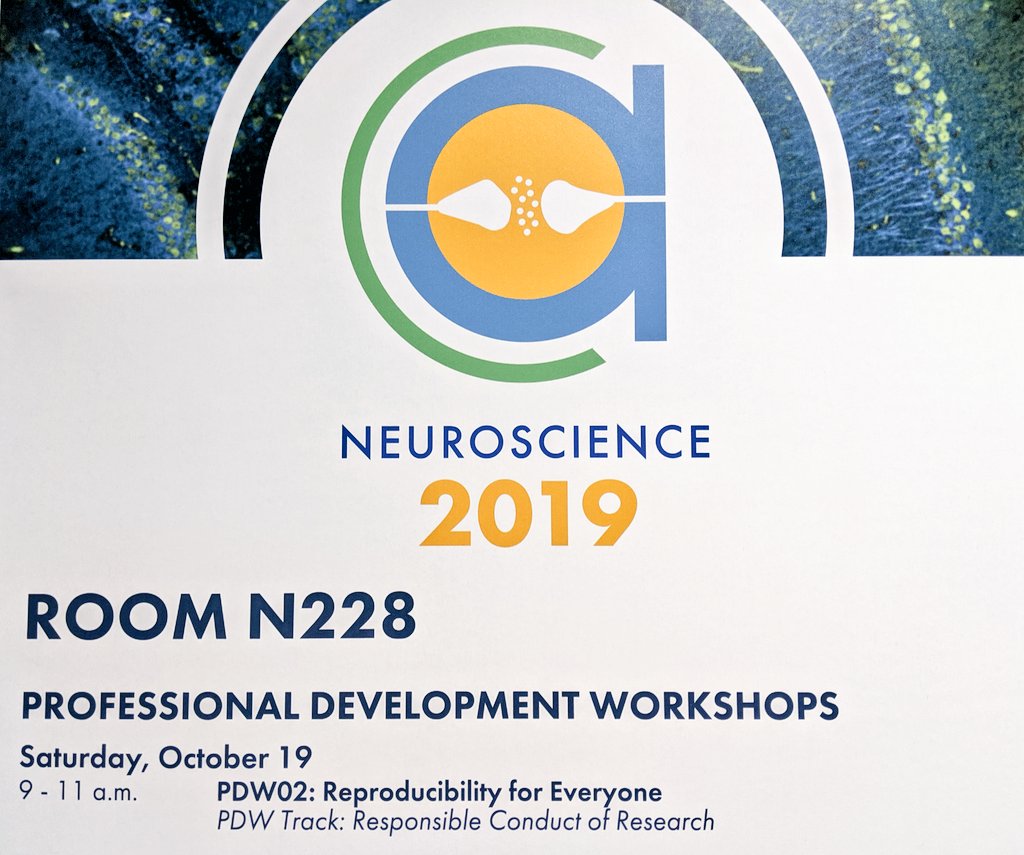 NEUROSCIENCE
2019
ROOM N228
PROFESSIONAL DEVELOPMENT WORKSHOPS
Saturday, October 19
9 - 11 a.m. PDW02: Reproducibility for Everyone
PDW Track: Responsible Conduct of Research